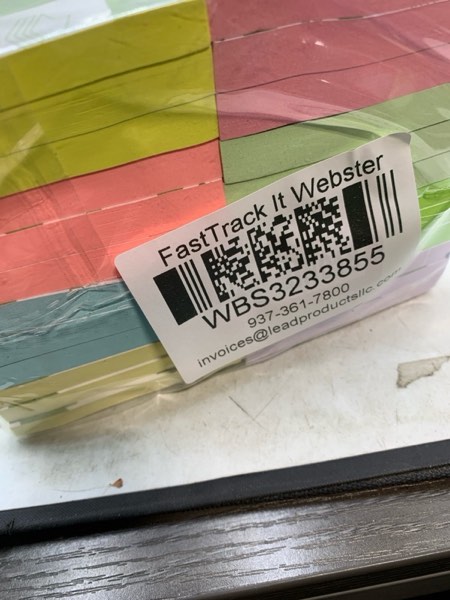 FastTrack It Webster
WBS3233855
937-361-7800
invoices@leadproductsllc.com